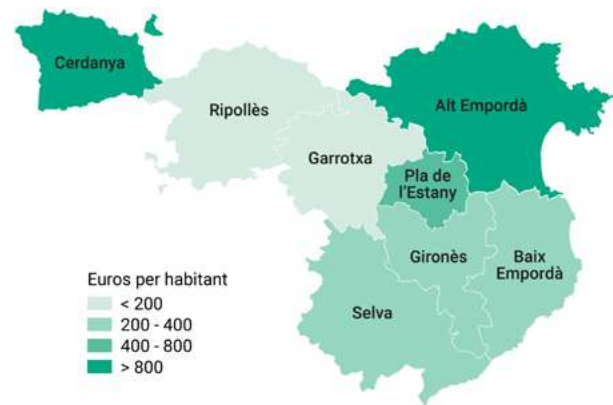 Cerdanya
Ripollès
Alt Empordà
Garrotxa
Pla de
l'Estany
Gironès
Baix
Empordà
Selva
Euros per habitant
< 200
200 - 400
400 - 800
> 800